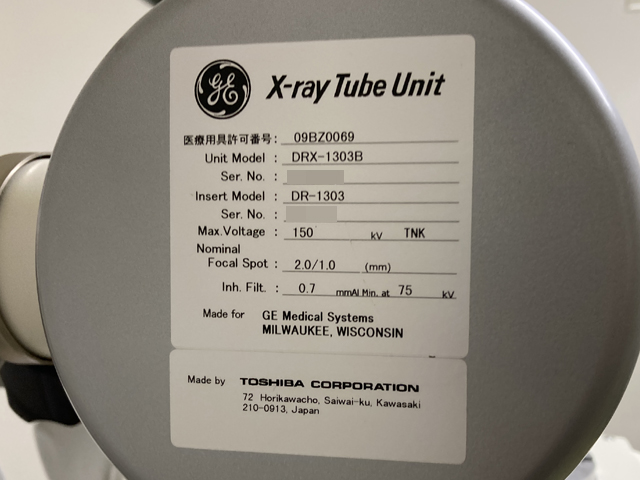 GE X-ray Tube Unit
医療用具許可番号: 09BZ0069
Unit Model : DRX-1303B
Ser. No. :
Insert Model : DR-1303
Ser. No. :
Max.Voltage : 150 kV TNK
Nominal
Focal Spot : 2.0/1.0 (mm)
Inh. Filt. : 0.7 mmAl Min. at 75 kV
Made for GE Medical Systems
MILWAUKEE, WISCONSIN
Made by TOSHIBA CORPORATION
72 Horikawacho, Saiwai-ku, Kawasaki
210-0913, Japan